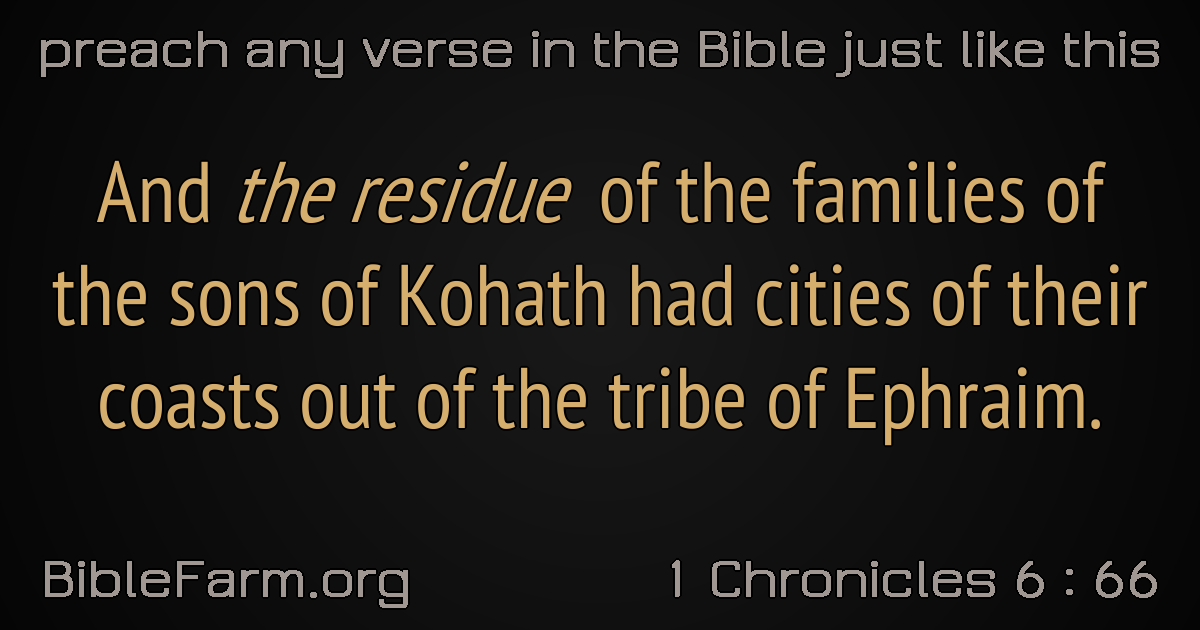 preach any verse in the Bible just like this
And the residue of the families of
the sons of Kohath had cities of their
coasts out of the tribe of Ephraim.
BibleFarm.org
1 Chronicles 6 : 66